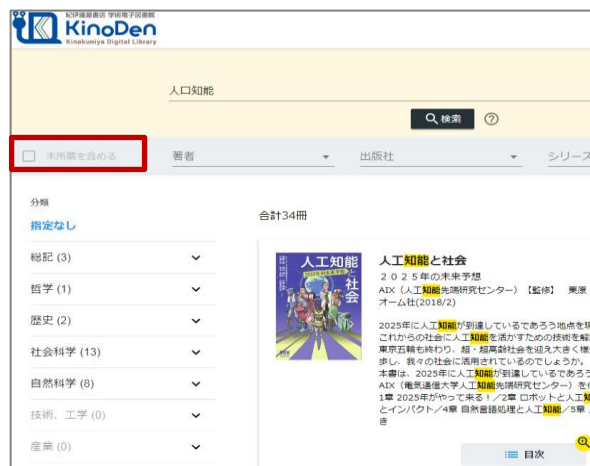 紀伊國屋書店 学術電子図書館
KinoDen
Kinokuniya Digital Library
人口知能
検索
未所蔵を含める
著者
出版社
シリーズ
分類
指定なし
合計34冊
総記 (3)
哲学 (1)
歴史 (2)
社会科学 (13)
自然科学 (8)
技術、工学 (0)
産業 (0)
人工知能
と社会
人工知能と社会
2025年の未来予想
AIX（人工知能先端研究センター）【監修】 栗原
オーム社(2018/2)
2025年に人工知能が到達しているであろう地点を現
これからの社会に人工知能を活かすための技術を解
東京五輪も終わり、超・超高齢社会を迎え大きく様
歩し、我々の社会に活用されているのでしょうか。
本書は、2025年に人工知能が到達しているであろう
AIX（電気通信大学人工知能先端研究センター）を
1章 2025年がやって来る！／2章 ロボットと人工知
とインパクト／4章 自然言語処理と人工知能／5章
き
目次